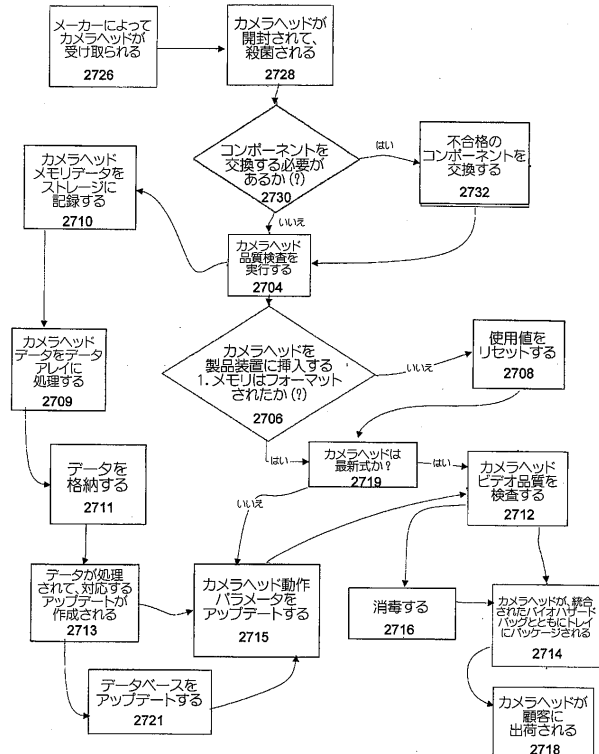 メーカーによって
カメラヘッドが
受け取られる
2726
カメラヘッドが
開封されて、
殺菌される
2728
コンポーネントを
交換する必要が
あるか(?)
2730
はい
不合格の
コンポーネントを
交換する
2732
いいえ
カメラヘッド
メモリデータを
ストレージに
記録する
2710
カメラヘッド
品質検査を
実行する
2704
カメラヘッド
データをデータ
アレイに
処理する
2709
カメラヘッドを
製品装置に挿入する
1.メモリはフォーマット
されたか(?)
2706
いいえ
使用値を
リセットする
2708
はい
カメラヘッドは
最新式か?
2719
はい
いいえ
カメラヘッド
ビデオ品質を
検査する
2712
データを
格納する
2711
データが処理
されて、対応する
アップデートが
作成される
2713
カメラヘッド動作
パラメータを
アップデートする
2715
消毒する
2716
カメラヘッドが、統合
されたバイオハザード
バッグとともにトレイ
にパッケージされる
2714
データベースを
アップデートする
2721
カメラヘッドが
顧客に
出荷される
2718